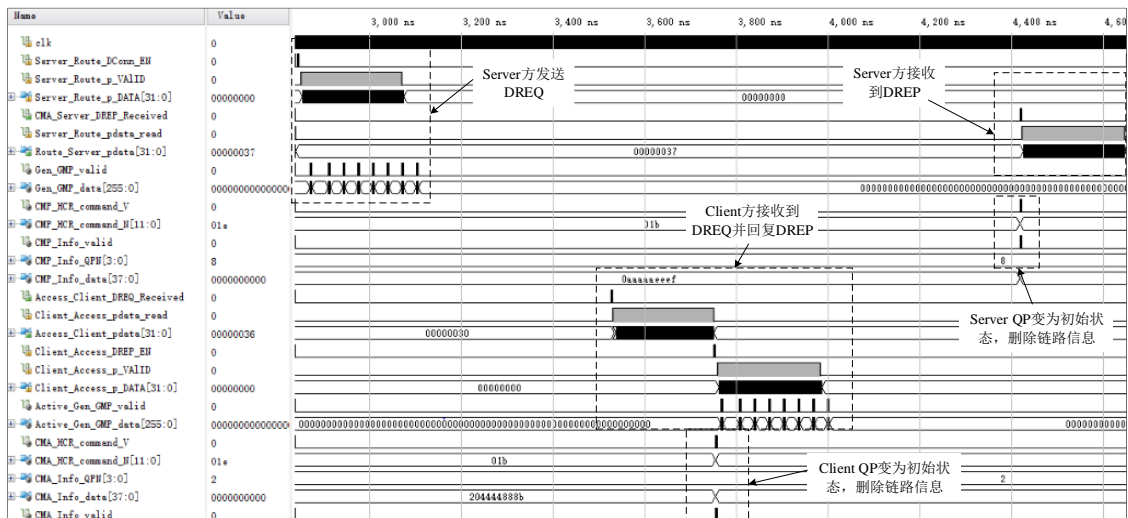 Name Value
3,000 ns 3,200 ns 3,400 ns 3,600 ns 3,800 ns 4,000 ns 4,200 ns 4,400 ns 4,60
clk 0
Server_Route_DConn_EN 0
Server_Route_p_VAlID 0
Server_Route_p_DATA[31:0] 00000000 00000000
CMA_Server_DREP_Received 0
Server_Route_pdata_read 0
Route_Server_pdata[31:0] 00000037 00000037
Gen_GMP_valid 0
Gen_GMP_data[255:0]
CMP_HCR_command_V 0
CMP_HCR_command_N[11:0] 01e 01b
CMP_Info_valid 0
CMP_Info_QPN[3:0] 8 8
CMP_Info_data[37:0] 0000000000 0aaaaaeeef
Access_Client_DREQ_Received 0
Client_Access_pdata_read 0
Access_Client_pdata[31:0] 00000036 00000030
Client_Access_DREP_EN 0
Client_Access_p_VAlID 0
Client_Access_p_DATA[31:0] 00000000 00000000
Active_Gen_GMP_valid 0
Active_Gen_GMP_data[255:0]
CMA_HCR_command_V 0
CMA_HCR_command_N[11:0] 01e 01b
CMA_Info_QPN[3:0] 2 2
CMA_Info_data[37:0] 0000000000 204444888b
CMA_Info_valid 0
Server方发送
DREQ
Server方接收
到DREP
Client方接收到
DREQ并回复DREP
Server QP变为初始状
态，删除链路信息
Client QP变为初始状
态，删除链路信息